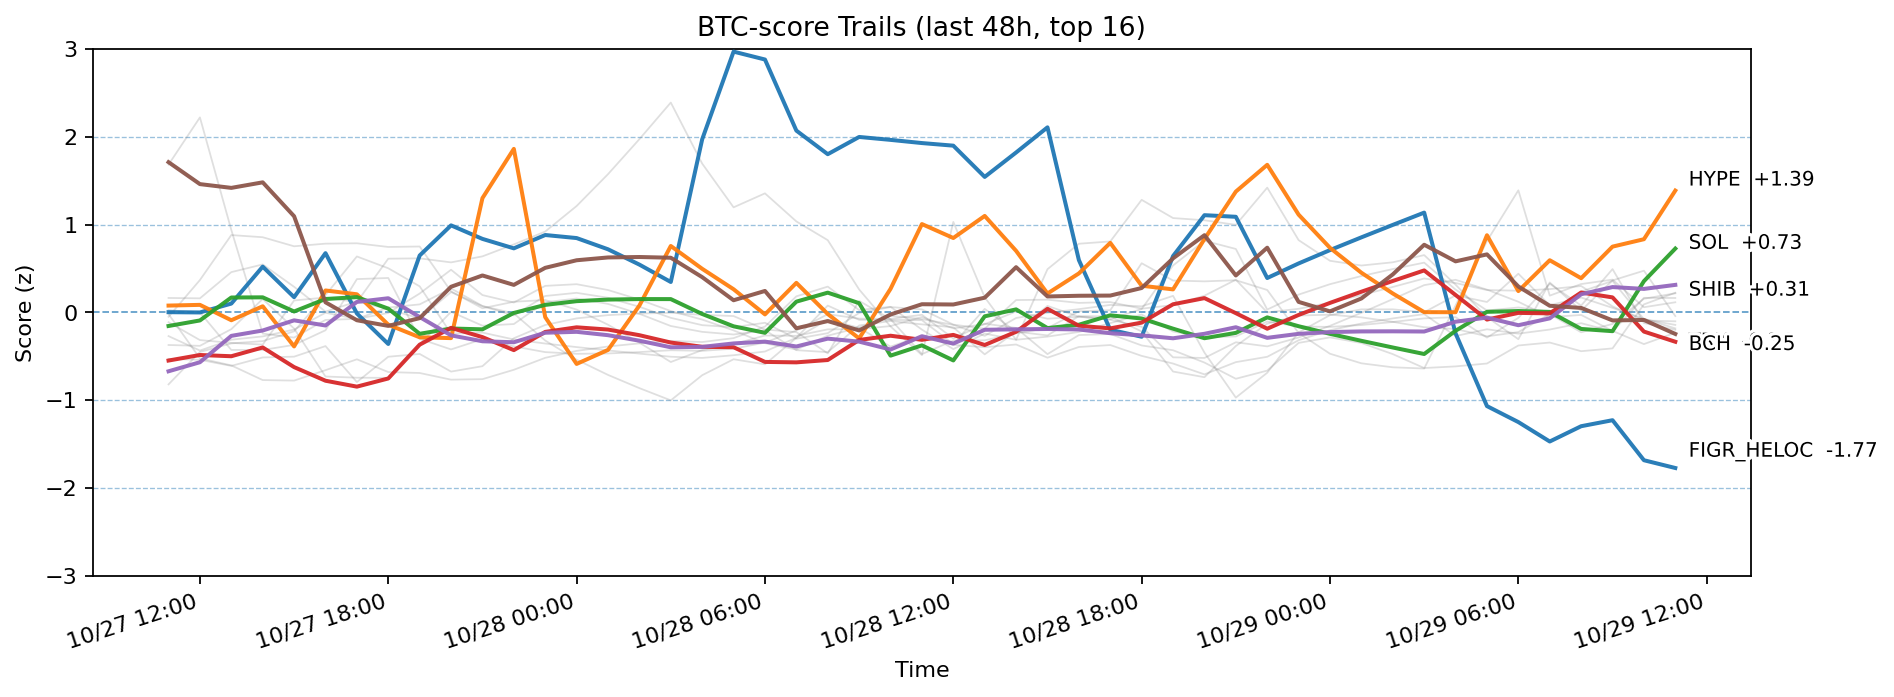 BTC-score Trails (last 48h, top 16)
Score (z)
3
2
1
0
−1
−2
−3
HYPE +1.39
SOL +0.73
SHIB +0.31
BCH -0.25
FIGR_HELOC -1.77
10/27 12:00
10/27 18:00
10/28 00:00
10/28 06:00
10/28 12:00
10/28 18:00
10/29 00:00
10/29 06:00
10/29 12:00
Time